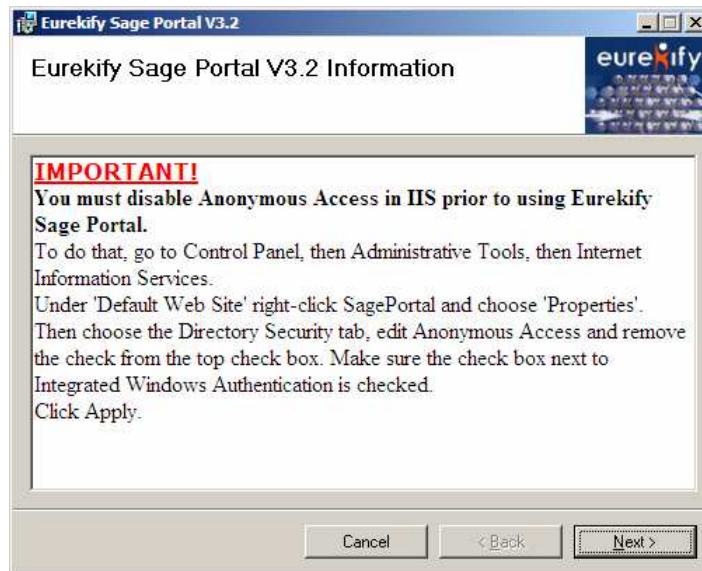 Eurekify Sage Portal V3.2
Eurekify Sage Portal V3.2 Information
eurekify
IMPORTANT!
You must disable Anonymous Access in IIS prior to using Eurekify
Sage Portal.
To do that, go to Control Panel, then Administrative Tools, then Internet
Information Services.
Under 'Default Web Site' right-click SagePortal and choose 'Properties'.
Then choose the Directory Security tab, edit Anonymous Access and remove
the check from the top check box. Make sure the check box next to
Integrated Windows Authentication is checked.
Click Apply.
Cancel
< Back
Next >